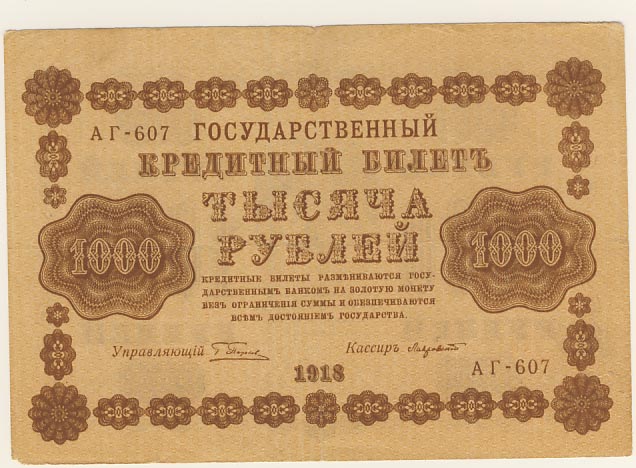 АГ-607 ГОСУДАРСТВЕННЫЙ
КРЕДИТНЫЙ БИЛЕТЪ
ТЫСЯЧА
РУБЛЕЙ
1000
1000
КРЕДИТНЫЕ БИЛЕТЫ РАЗМѢНИВАЮТСЯ ГОСУ-
ДАРСТВЕННЫМЪ БАНКОМЪ НА ЗОЛОТУЮ МОНЕТУ
БЕЗЪ ОГРАНИЧЕНІЯ СУММЫ И ОБЕЗПЕЧИВАЮТСЯ
ВСѢМЪ ДОСТОЯНІЕМЪ ГОСУДАРСТВА.
Управляющій
Кассиръ
1918
АГ-607